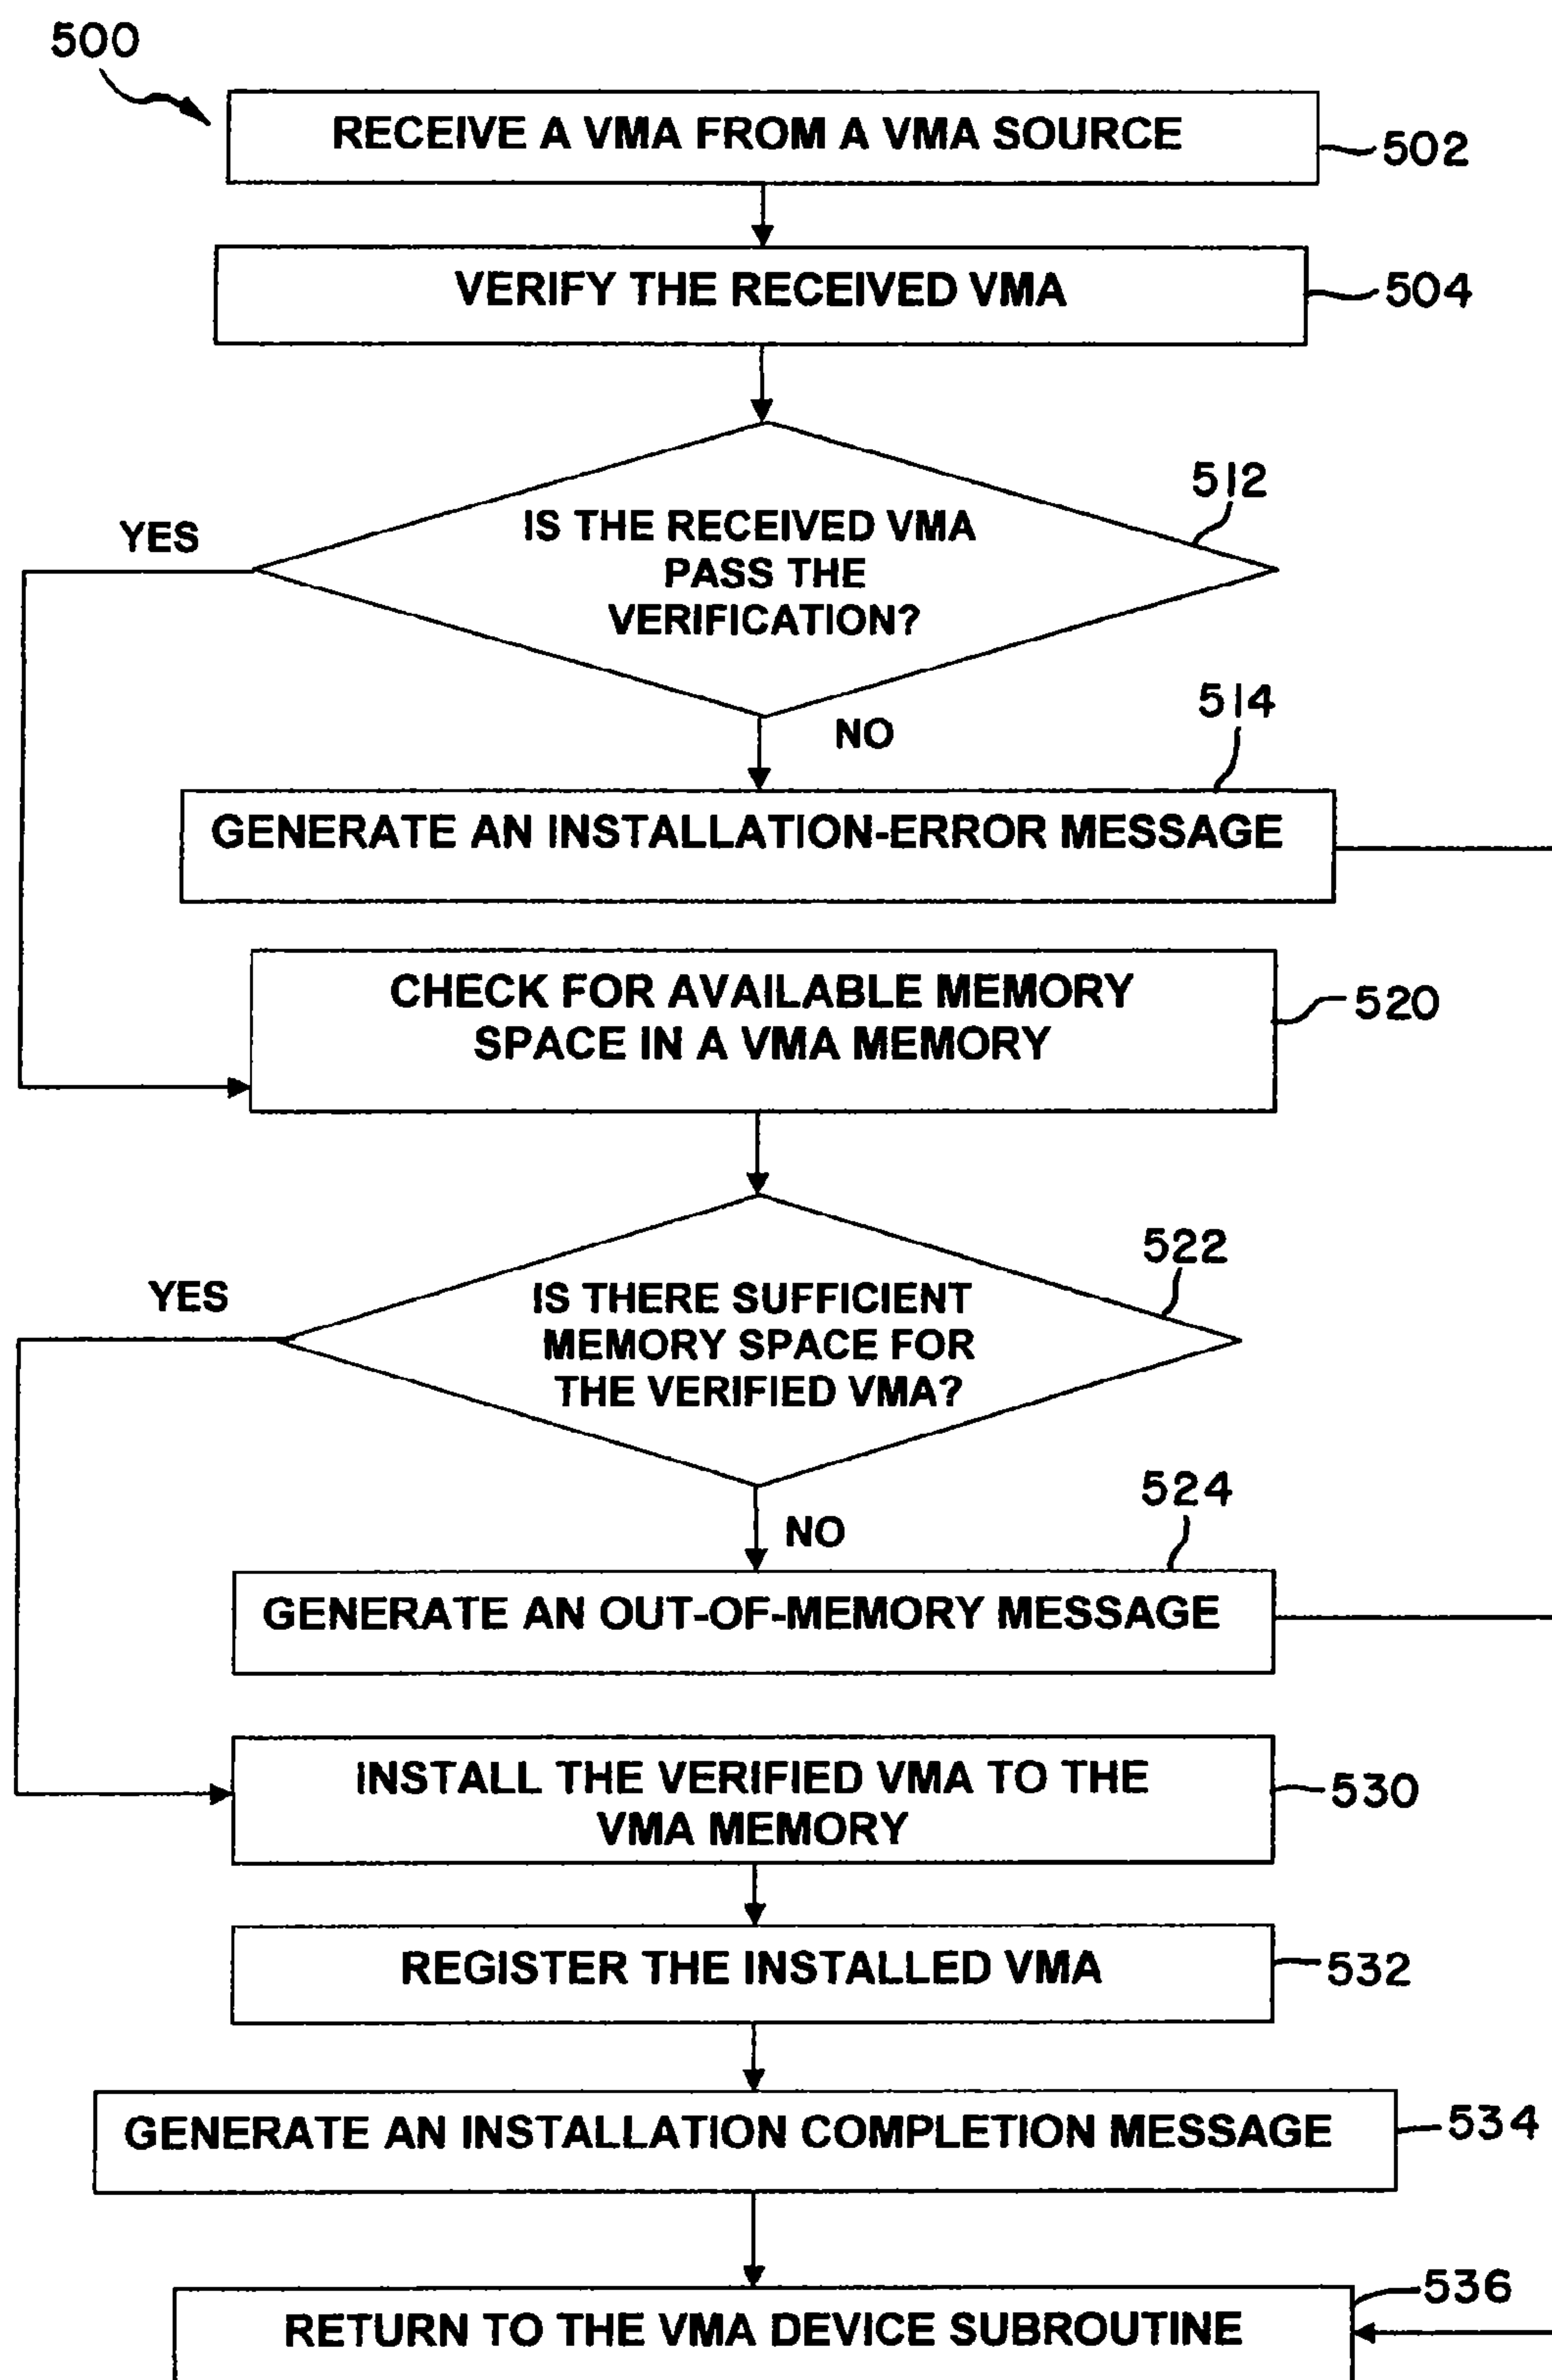 500
RECEIVE A VMA FROM A VMA SOURCE
502
VERIFY THE RECEIVED VMA
504
512
YES
IS THE RECEIVED VMA
PASS THE
VERIFICATION?
NO
514
GENERATE AN INSTALLATION-ERROR MESSAGE
CHECK FOR AVAILABLE MEMORY
SPACE IN A VMA MEMORY
520
522
YES
IS THERE SUFFICIENT
MEMORY SPACE FOR
THE VERIFIED VMA?
524
NO
GENERATE AN OUT-OF-MEMORY MESSAGE
INSTALL THE VERIFIED VMA TO THE
VMA MEMORY
530
REGISTER THE INSTALLED VMA
532
GENERATE AN INSTALLATION COMPLETION MESSAGE
534
536
RETURN TO THE VMA DEVICE SUBROUTINE